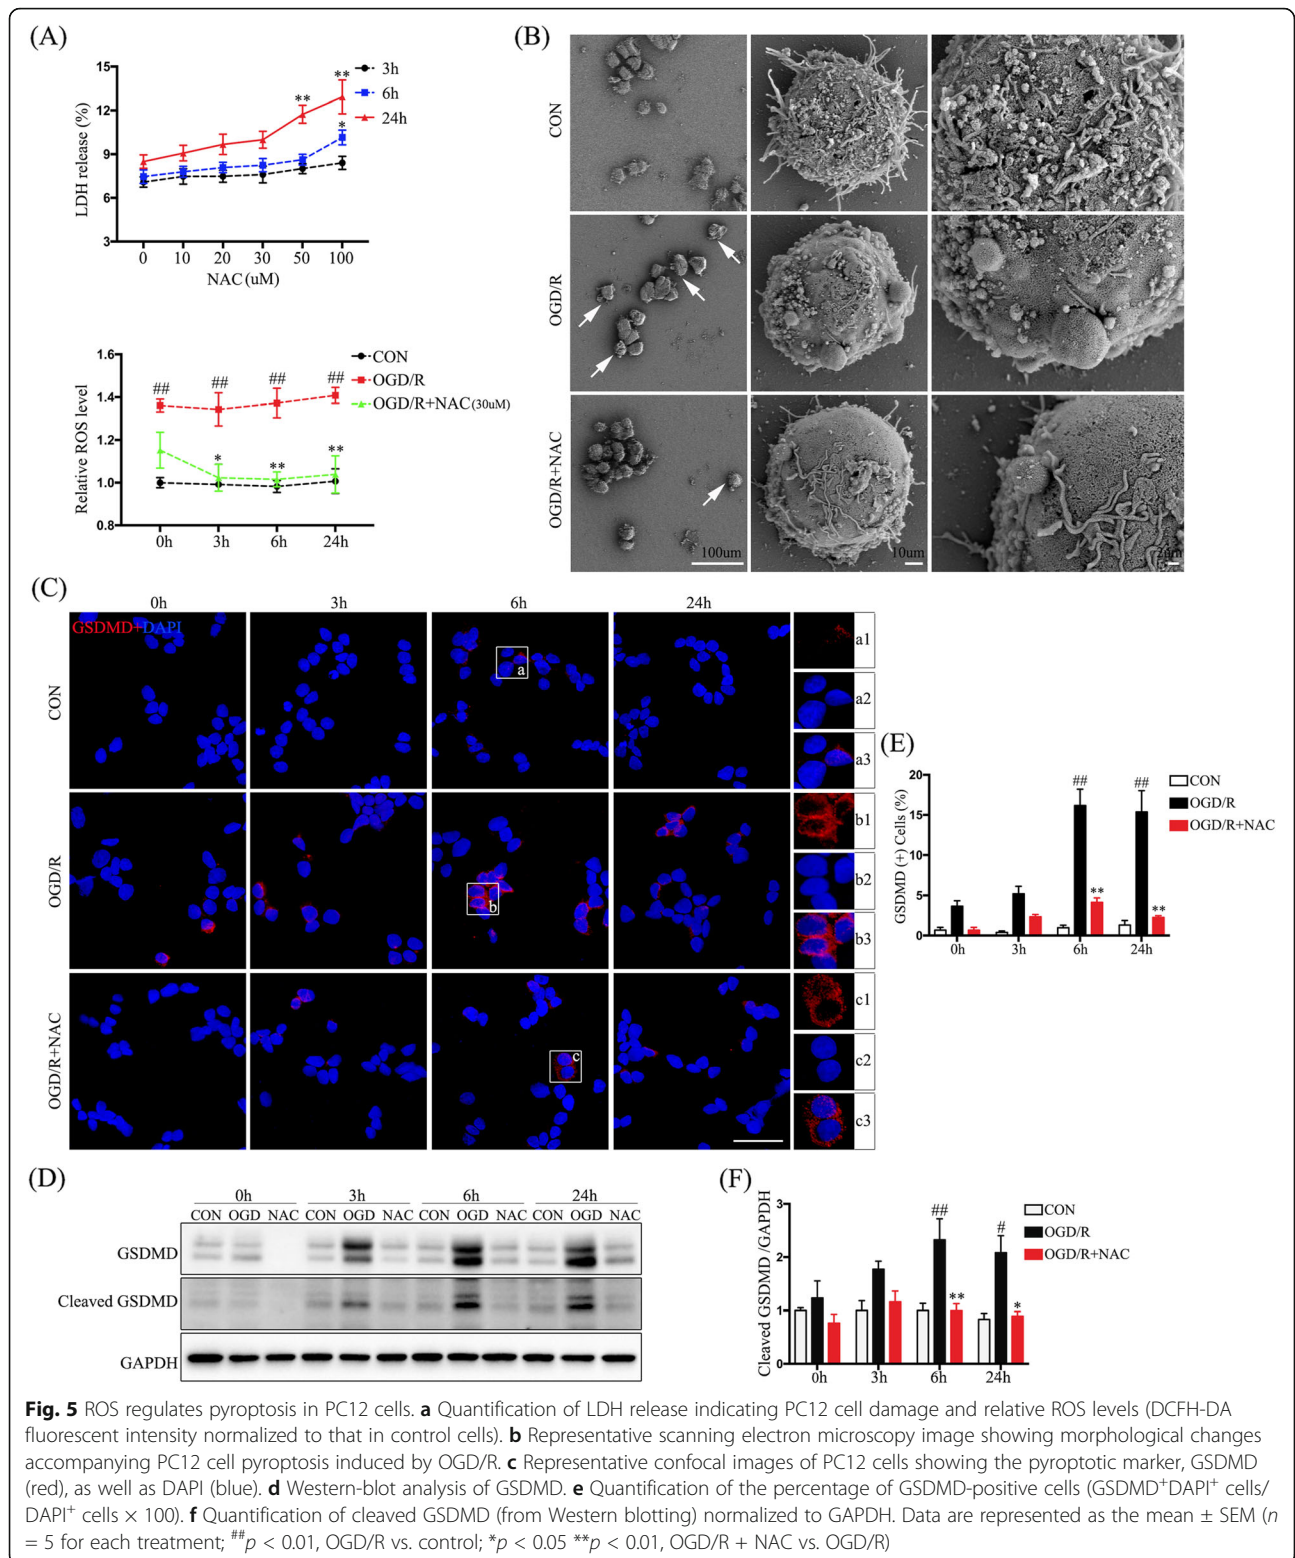 (A)
15
12
9
6
3
LDH release (%)
3h
6h
24h
**
**
*
0 10 20 30 50 100
NAC (uM)
1.6
1.4
1.2
1.0
0.8
Relative ROS level
CON
OGD/R
OGD/R+NAC(30uM)
## ## ## ##
* ** **
0h 3h 6h 24h
(B)
CON
OGD/R
OGD/R+NAC
100um
10um
2um
(C)
0h 3h 6h 24h
GSDMD+DAPI
CON
OGD/R
OGD/R+NAC
a
b
c
a1
a2
a3
b1
b2
b3
c1
c2
c3
(E)
20
15
10
5
0
GSDMD (+) Cells (%)
CON
OGD/R
OGD/R+NAC
## ##
** **
0h 3h 6h 24h
(D)
0h 3h 6h 24h
CON OGD NAC CON OGD NAC CON OGD NAC CON OGD NAC
GSDMD
Cleaved GSDMD
GAPDH
(F)
3
2
1
0
Cleaved GSDMD /GAPDH
CON
OGD/R
OGD/R+NAC
## #
** *
0h 3h 6h 24h
Fig. 5 ROS regulates pyroptosis in PC12 cells. a Quantification of LDH release indicating PC12 cell damage and relative ROS levels (DCFH-DA
fluorescent intensity normalized to that in control cells). b Representative scanning electron microscopy image showing morphological changes
accompanying PC12 cell pyroptosis induced by OGD/R. c Representative confocal images of PC12 cells showing the pyroptotic marker, GSDMD
(red), as well as DAPI (blue). d Western-blot analysis of GSDMD. e Quantification of the percentage of GSDMD-positive cells (GSDMD⁺DAPI⁺ cells/
DAPI⁺ cells × 100). f Quantification of cleaved GSDMD (from Western blotting) normalized to GAPDH. Data are represented as the mean ± SEM (n
= 5 for each treatment; ##p < 0.01, OGD/R vs. control; *p < 0.05 **p < 0.01, OGD/R + NAC vs. OGD/R)